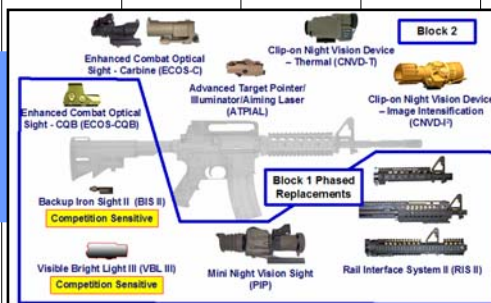 Block 2
Enhanced Combat Optical
Sight - Carbine (ECOS-C)
Clip-on Night Vision Device
– Thermal (CNVD-T)
Advanced Target Pointer/
Illuminator/Aiming Laser
(ATPIAL)
Clip-on Night Vision Device
– Image Intensification
(CNVD-I²)
Enhanced Combat Optical
Sight - CQB (ECOS-CQB)
Block 1 Phased
Replacements
Backup Iron Sight II (BIS II)
Competition Sensitive
Visible Bright Light III (VBL III)
Competition Sensitive
Mini Night Vision Sight
(PIP)
Rail Interface System II (RIS II)